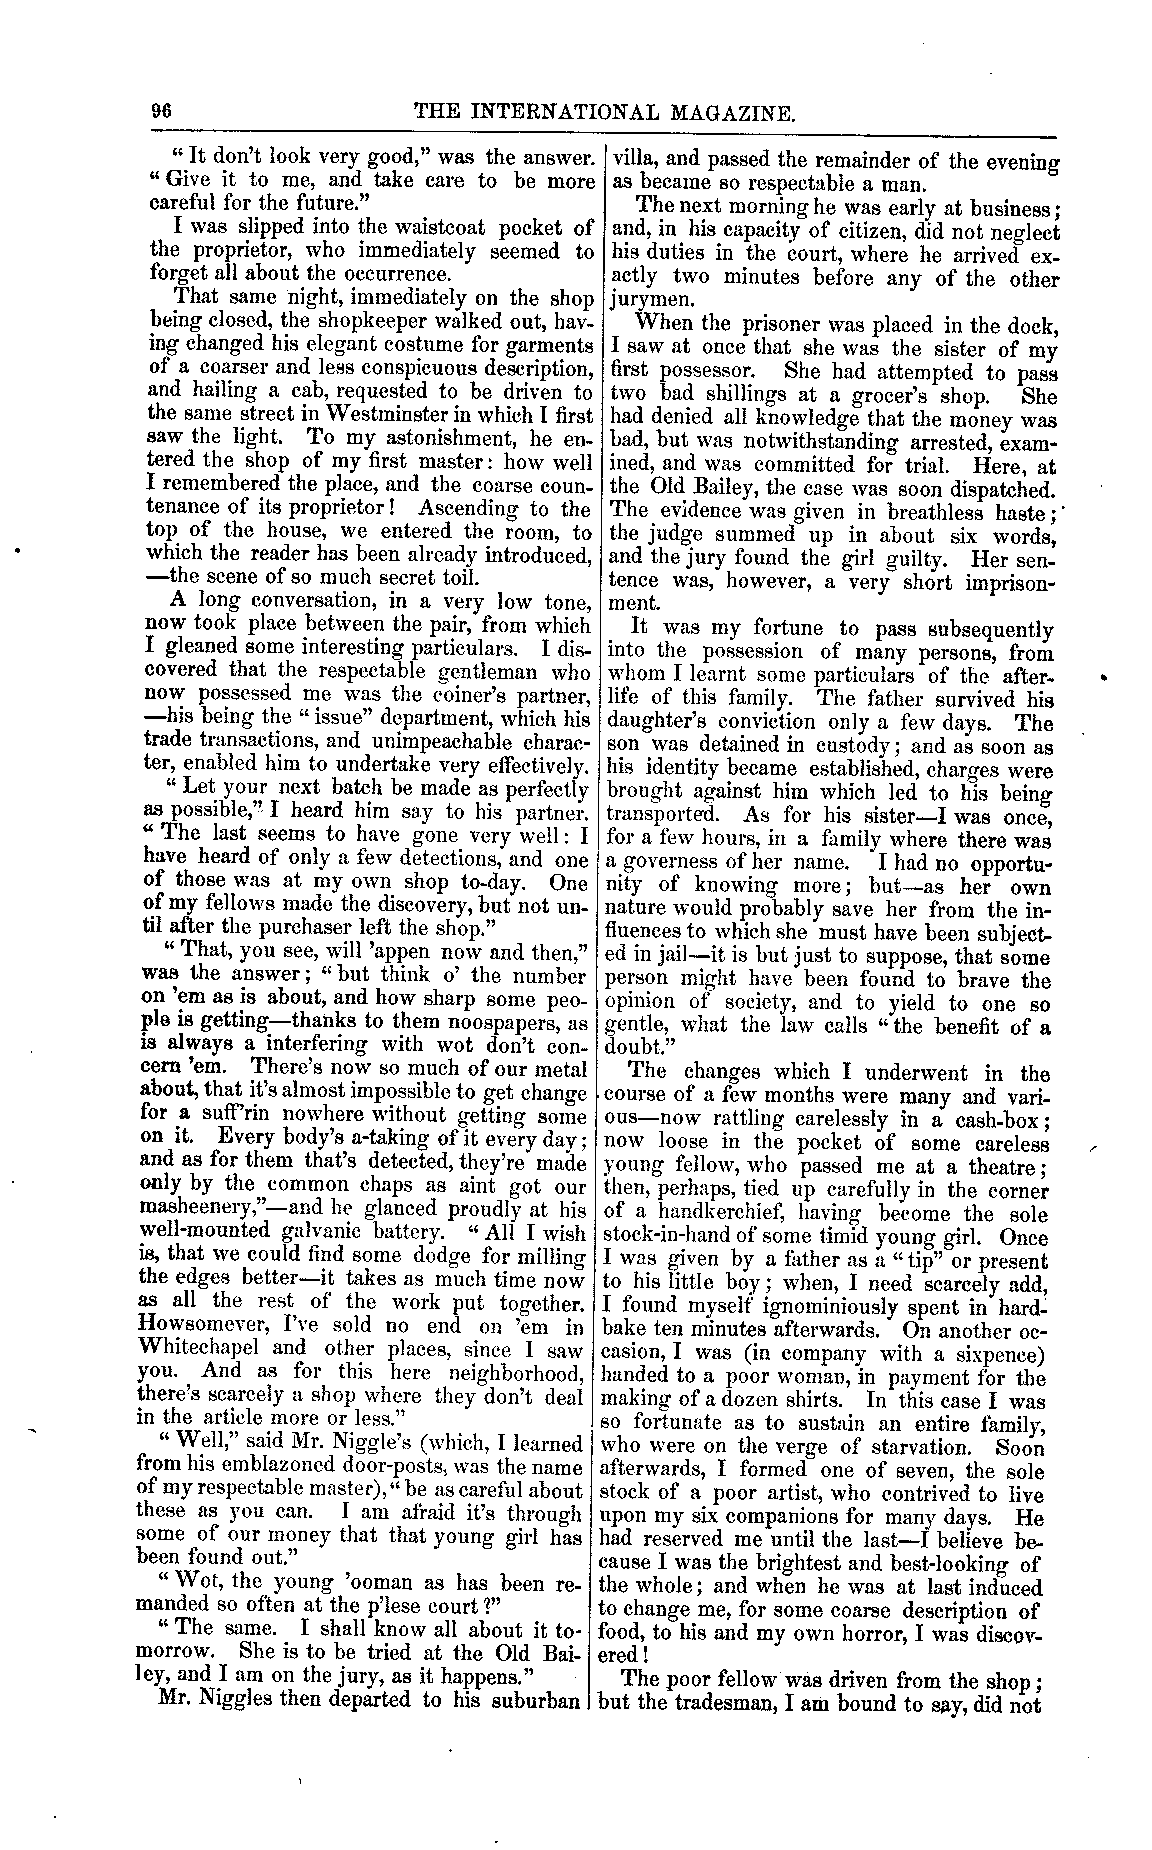 96 THE INTERNATIONAL MAGAZINE.
“ It don't look very good,” was the answer.
“ Give it to me, and take care to be more
careful for the future.”
I was slipped into the waistcoat pocket of
the proprietor, who immediately seemed to
forget all about the occurrence.
That same night, immediately on the shop
being closed, the shopkeeper walked out, hav-
ing changed his elegant costume for garments
of a coarser and less conspicuous description,
and hailing a cab, requested to be driven to
the same street in Westminster in which I first
saw the light. To my astonishment, he en-
tered the shop of my first master: how well
I remembered the place, and the coarse coun-
tenance of its proprietor! Ascending to the
top of the house, we entered the room, to
which the reader has been already introduced,
—the scene of so much secret toil.
A long conversation, in a very low tone,
now took place between the pair, from which
I gleaned some interesting particulars. I dis-
covered that the respectable gentleman who
now possessed me was the coiner's partner,
—his being the “ issue” department, which his
trade transactions, and unimpeachable charac-
ter, enabled him to undertake very effectively.
“ Let your next batch be made as perfectly
as possible,” I heard him say to his partner.
“ The last seems to have gone very well: I
have heard of only a few detections, and one
of those was at my own shop to-day. One
of my fellows made the discovery, but not un-
til after the purchaser left the shop.”
“ That, you see, will 'appen now and then,”
was the answer; “but think o' the number
on 'em as is about, and how sharp some peo-
ple is getting—thanks to them noospapers, as
is always a interfering with wot don't con-
cern 'em. There's now so much of our metal
about, that it's almost impossible to get change
for a suff'rin nowhere without getting some
on it. Every body's a-taking of it every day;
and as for them that's detected, they're made
only by the common chaps as aint got our
masheenery,”—and he glanced proudly at his
well-mounted galvanic battery. “ All I wish
is, that we could find some dodge for milling
the edges better—it takes as much time now
as all the rest of the work put together.
Howsomever, I've sold no end on 'em in
Whitechapel and other places, since I saw
you. And as for this here neighborhood,
there's scarcely a shop where they don't deal
in the article more or less.”
“ Well,” said Mr. Niggle's (which, I learned
from his emblazoned door-posts, was the name
of my respectable master), “ be as careful about
these as you can. I am afraid it's through
some of our money that that young girl has
been found out.”
“ Wot, the young 'ooman as has been re-
manded so often at the p'lese court?”
“ The same. I shall know all about it to-
morrow. She is to be tried at the Old Bai-
ley, and I am on the jury, as it happens.”
Mr. Niggles then departed to his suburban
villa, and passed the remainder of the evening
as became so respectable a man.
The next morning he was early at business;
and, in his capacity of citizen, did not neglect
his duties in the court, where he arrived ex-
actly two minutes before any of the other
jurymen.
When the prisoner was placed in the dock,
I saw at once that she was the sister of my
first possessor. She had attempted to pass
two bad shillings at a grocer's shop. She
had denied all knowledge that the money was
bad, but was notwithstanding arrested, exam-
ined, and was committed for trial. Here, at
the Old Bailey, the case was soon dispatched.
The evidence was given in breathless haste;
the judge summed up in about six words,
and the jury found the girl guilty. Her sen-
tence was, however, a very short imprison-
ment.
It was my fortune to pass subsequently
into the possession of many persons, from
whom I learnt some particulars of the after-
life of this family. The father survived his
daughter's conviction only a few days. The
son was detained in custody; and as soon as
his identity became established, charges were
brought against him which led to his being
transported. As for his sister—I was once,
for a few hours, in a family where there was
a governess of her name. I had no opportu-
nity of knowing more; but—as her own
nature would probably save her from the in-
fluences to which she must have been subject-
ed in jail—it is but just to suppose, that some
person might have been found to brave the
opinion of society, and to yield to one so
gentle, what the law calls “the benefit of a
doubt.”
The changes which I underwent in the
course of a few months were many and vari-
ous—now rattling carelessly in a cash-box;
now loose in the pocket of some careless
young fellow, who passed me at a theatre;
then, perhaps, tied up carefully in the corner
of a handkerchief, having become the sole
stock-in-hand of some timid young girl. Once
I was given by a father as a “tip” or present
to his little boy; when, I need scarcely add,
I found myself ignominiously spent in hard-
bake ten minutes afterwards. On another oc-
casion, I was (in company with a sixpence)
handed to a poor woman, in payment for the
making of a dozen shirts. In this case I was
so fortunate as to sustain an entire family,
who were on the verge of starvation. Soon
afterwards, I formed one of seven, the sole
stock of a poor artist, who contrived to live
upon my six companions for many days. He
had reserved me until the last—I believe be-
cause I was the brightest and best-looking of
the whole; and when he was at last induced
to change me, for some coarse description of
food, to his and my own horror, I was discov-
ered!
The poor fellow was driven from the shop;
but the tradesman, I am bound to say, did not